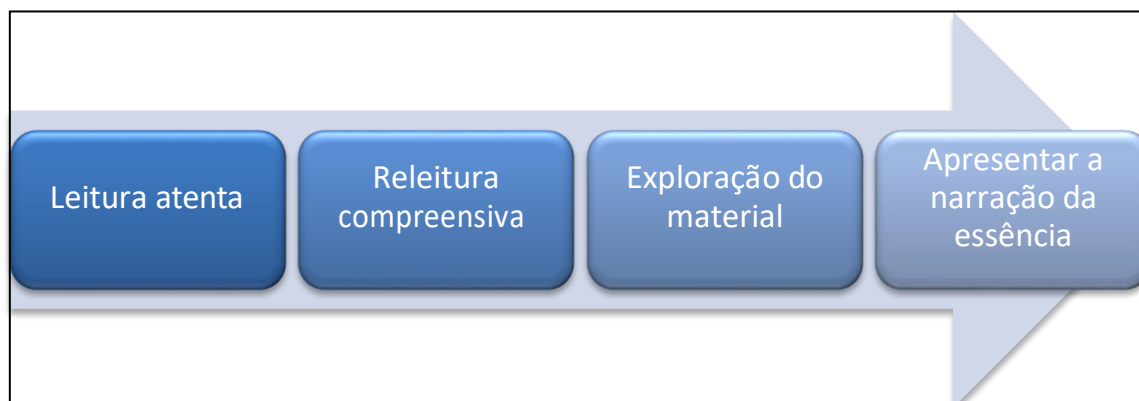 Leitura atenta
Releitura
compreensiva
Exploração do
material
Apresentar a
narração da
essência